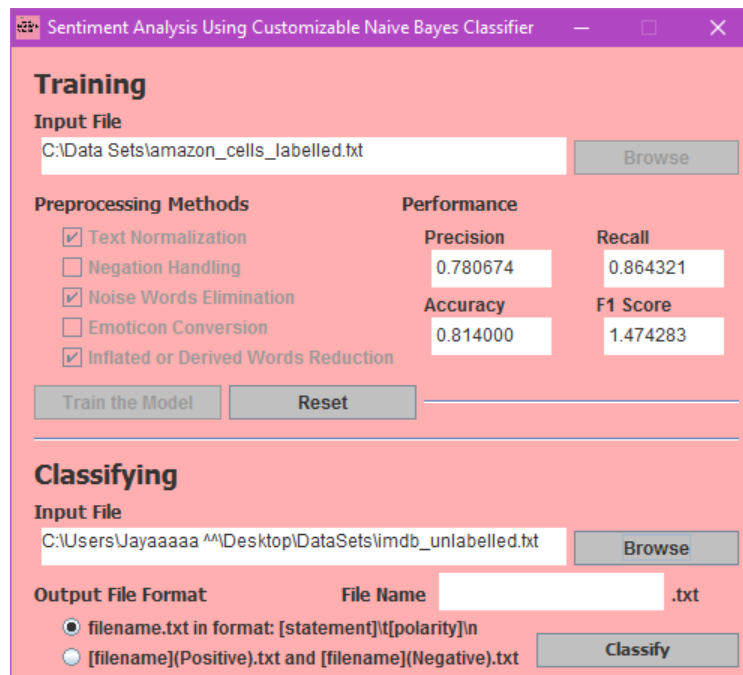 Sentiment Analysis Using Customizable Naive Bayes Classifier
Training
Input File
C:\Data Sets\amazon_cells_labelled.txt Browse
Preprocessing Methods Performance
Text Normalization Precision Recall
Negation Handling 0.780674 0.864321
Noise Words Elimination Accuracy F1 Score
Emoticon Conversion 0.814000 1.474283
Inflated or Derived Words Reduction
Train the Model Reset
Classifying
Input File
C:\Users\Jayaaaaa ^^\Desktop\DataSets\imdb_unlabelled.txt Browse
Output File Format File Name .txt
filename.txt in format: [statement]\t[polarity]\n
[filename](Positive).txt and [filename](Negative).txt Classify